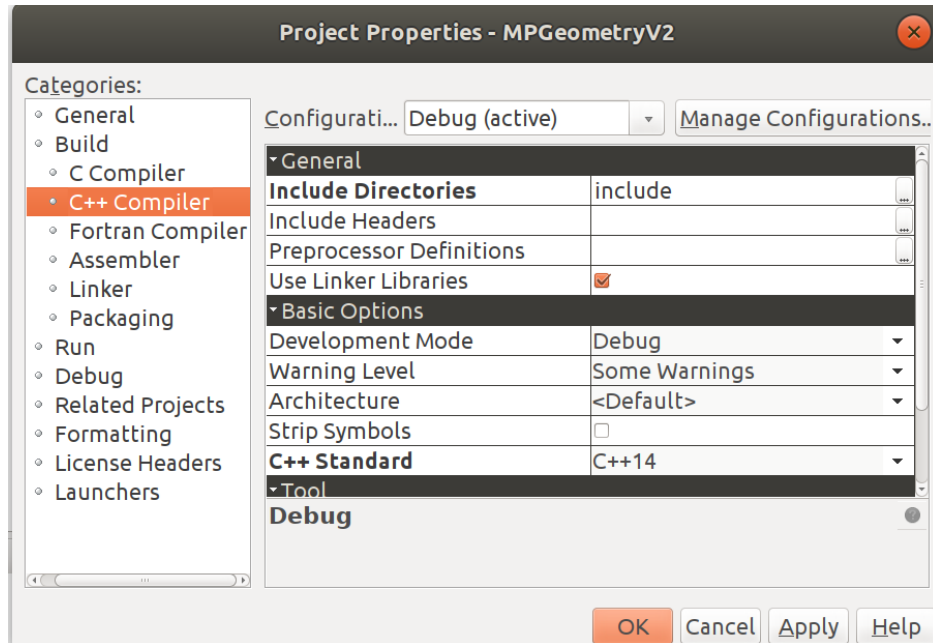 Project Properties - MPGeometryV2
Categories:
General
Build
C Compiler
C++ Compiler
Fortran Compiler
Assembler
Linker
Packaging
Run
Debug
Related Projects
Formatting
License Headers
Launchers
Configurati... Debug (active) Manage Configurations..
General
Include Directories include ...
Include Headers ...
Preprocessor Definitions ...
Use Linker Libraries
Basic Options
Development Mode Debug
Warning Level Some Warnings
Architecture <Default>
Strip Symbols
C++ Standard C++14
Tool
Debug
OK Cancel Apply Help